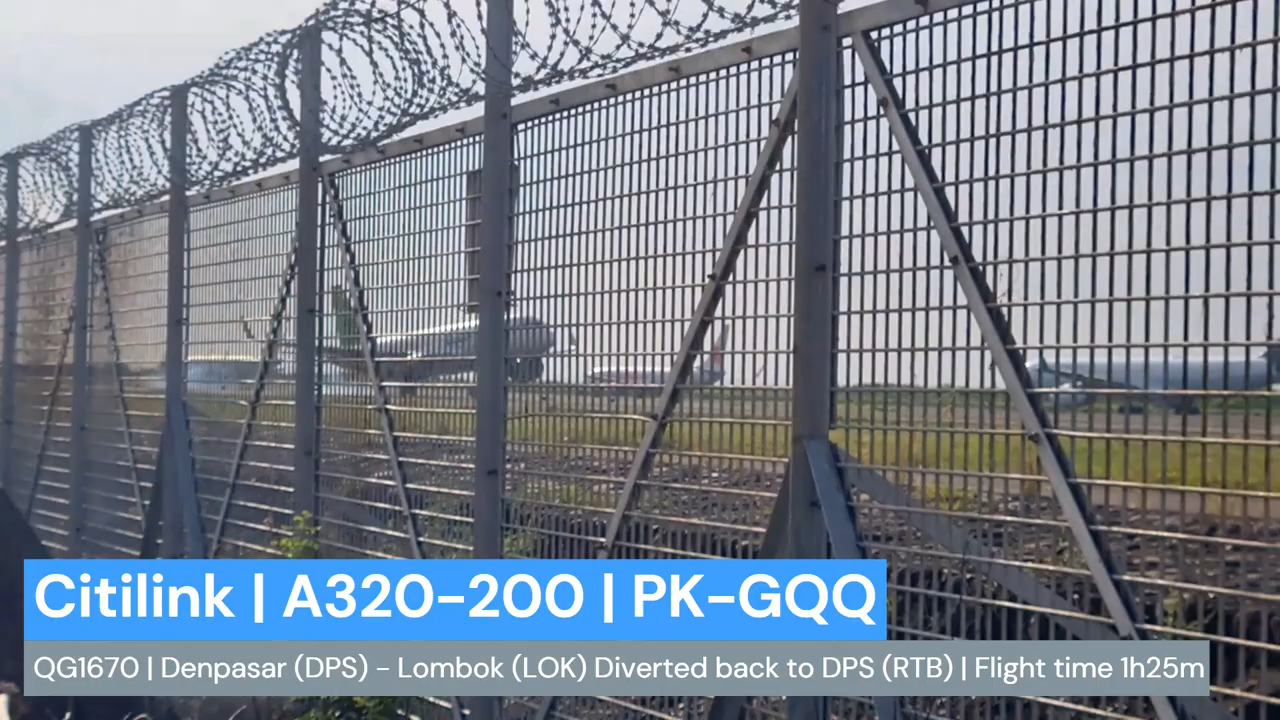 Citilink | A320-200 | PK-GQQ
QG1670 | Denpasar (DPS) - Lombok (LOK) Diverted back to DPS (RTB) | Flight time 1h25m